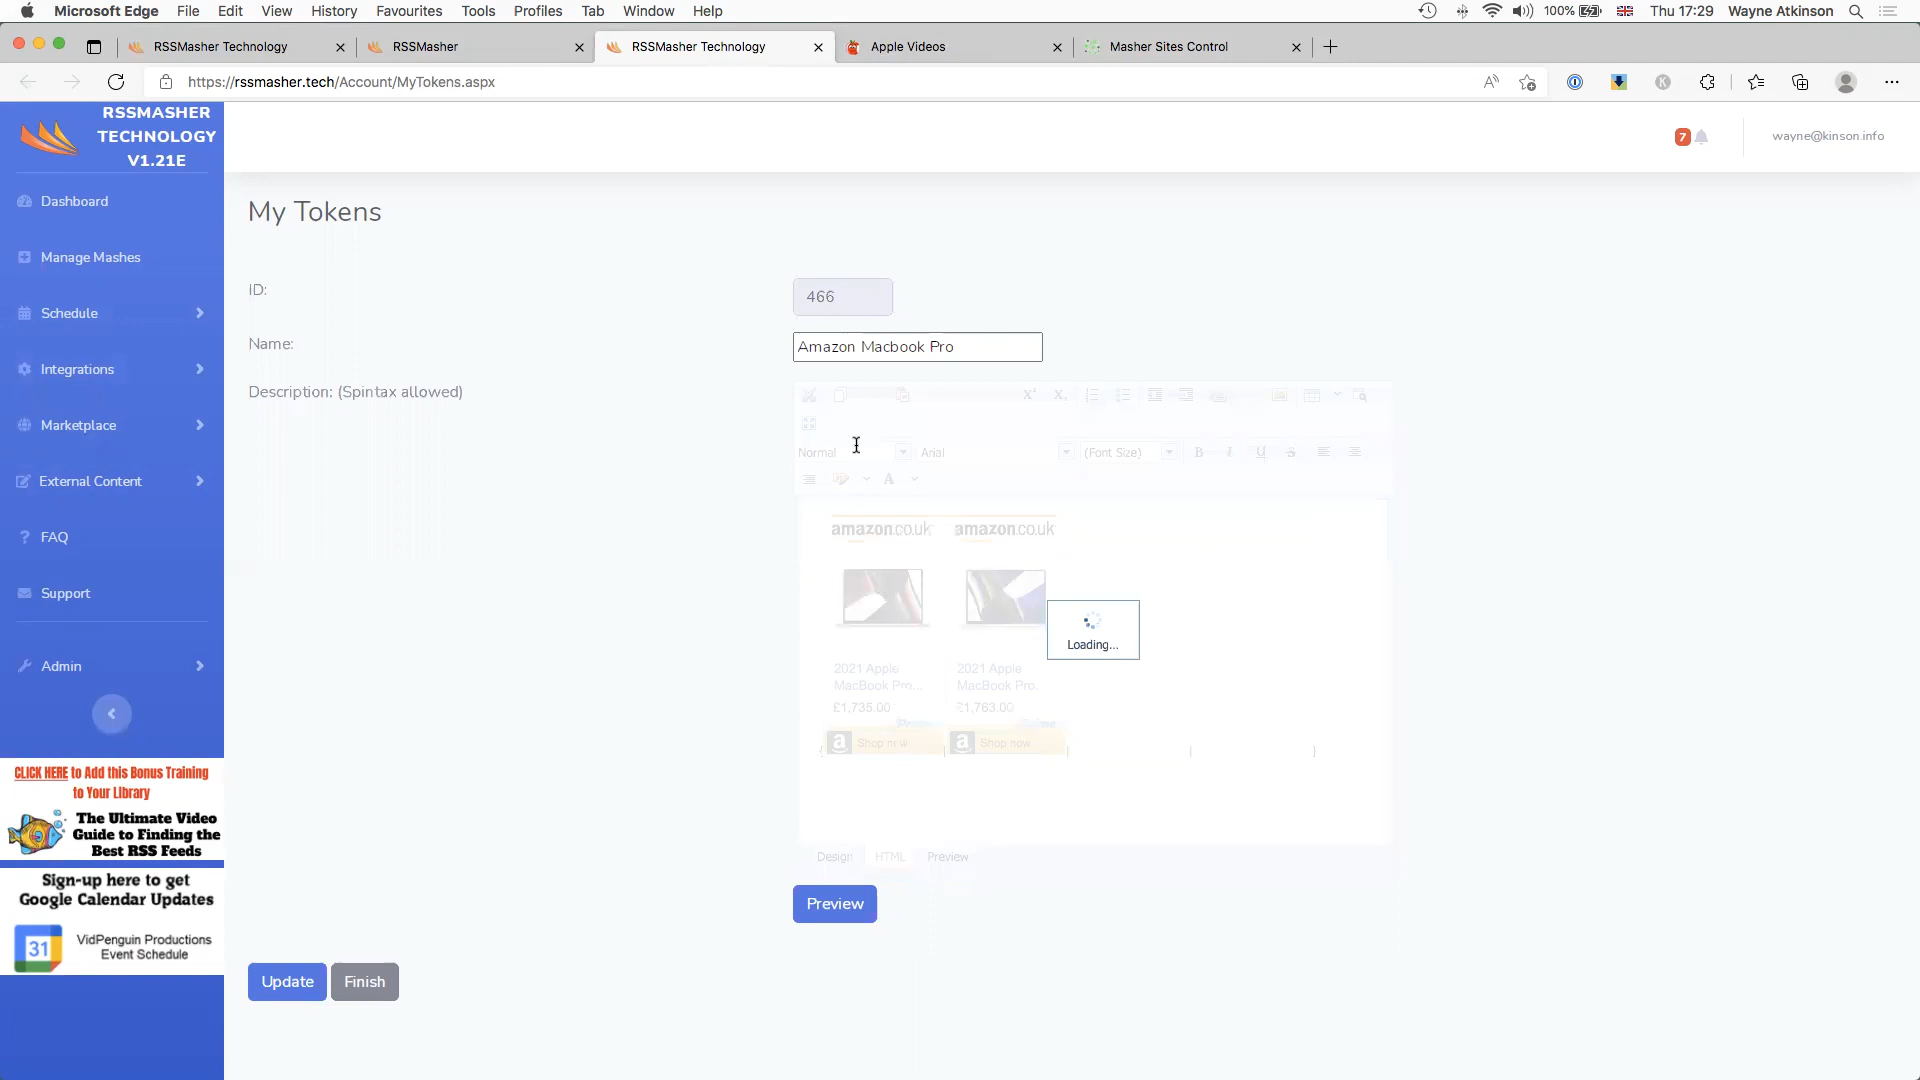 Microsoft Edge File Edit View History Favourites Tools Profiles Tab Window Help 100% Thu 17:29 Wayne Atkinson
RSSMasher Technology RSSMasher RSSMasher Technology Apple Videos Masher Sites Control
https://rssmasher.tech/Account/MyTokens.aspx
RSSMASHER
TECHNOLOGY
V1.21E
7 wayne@kinson.info
Dashboard
Manage Mashes
Schedule
Integrations
Marketplace
External Content
FAQ
Support
Admin
CLICK HERE to Add this Bonus Training
to Your Library
The Ultimate Video
Guide to Finding the
Best RSS Feeds
Sign-up here to get
Google Calendar Updates
31
VidPenguin Productions
Event Schedule
My Tokens
ID: 466
Name: Amazon Macbook Pro
Description: (Spintax allowed)
Normal Arial (Font Size) B I U S
A
amazon.co.uk amazon.co.uk
2021 Apple 2021 Apple
MacBook Pro... MacBook Pro.
£1,735.00 £1,763.00
Prime Prime
{ a Shop now | a Shop now | | }
Loading...
Design HTML Preview
Preview
Update Finish